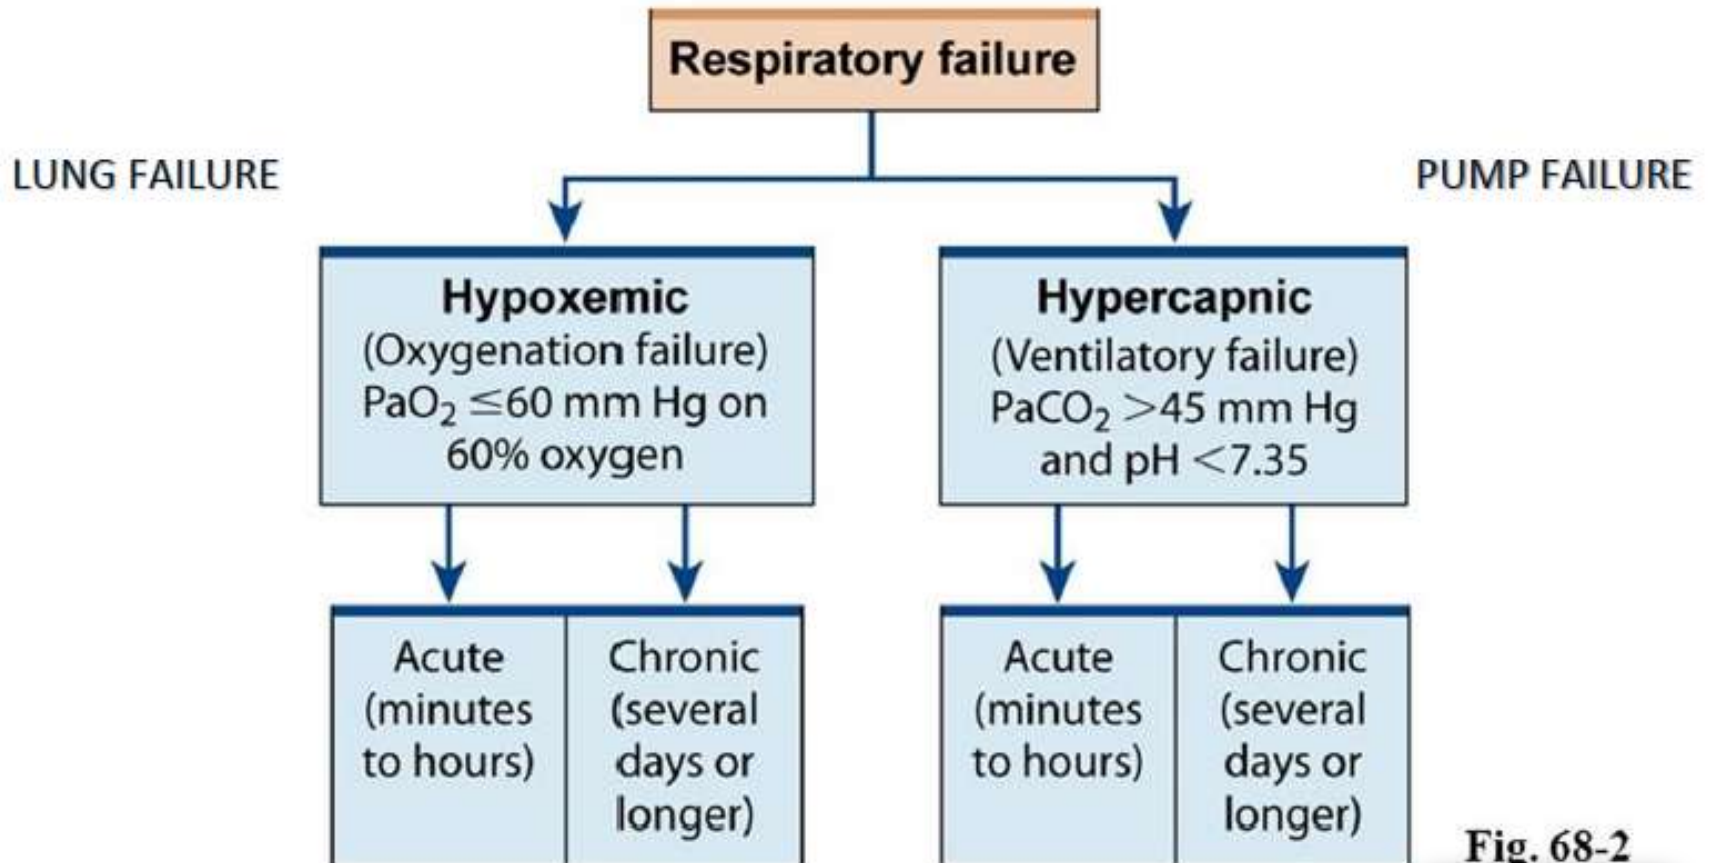 Respiratory failure
LUNG FAILURE
PUMP FAILURE
Hypoxemic
(Oxygenation failure)
PaO₂ ≤60 mm Hg on
60% oxygen
Hypercapnic
(Ventilatory failure)
PaCO₂ >45 mm Hg
and pH <7.35
Acute
(minutes
to hours)
Chronic
(several
days or
longer)
Acute
(minutes
to hours)
Chronic
(several
days or
longer)
Fig. 68-2